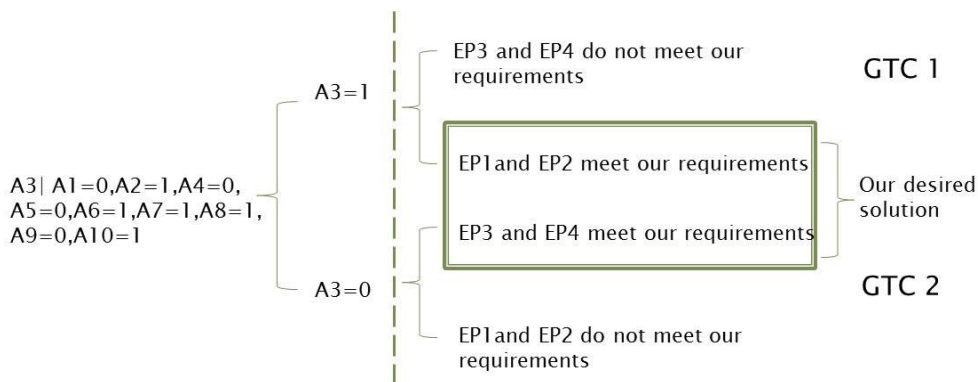 EP3 and EP4 do not meet our
requirements
GTC 1
A3=1
EP1and EP2 meet our requirements
A3| A1=0,A2=1,A4=0,
A5=0,A6=1,A7=1,A8=1,
A9=0,A10=1
Our desired
solution
EP3 and EP4 meet our requirements
A3=0
GTC 2
EP1and EP2 do not meet our
requirements